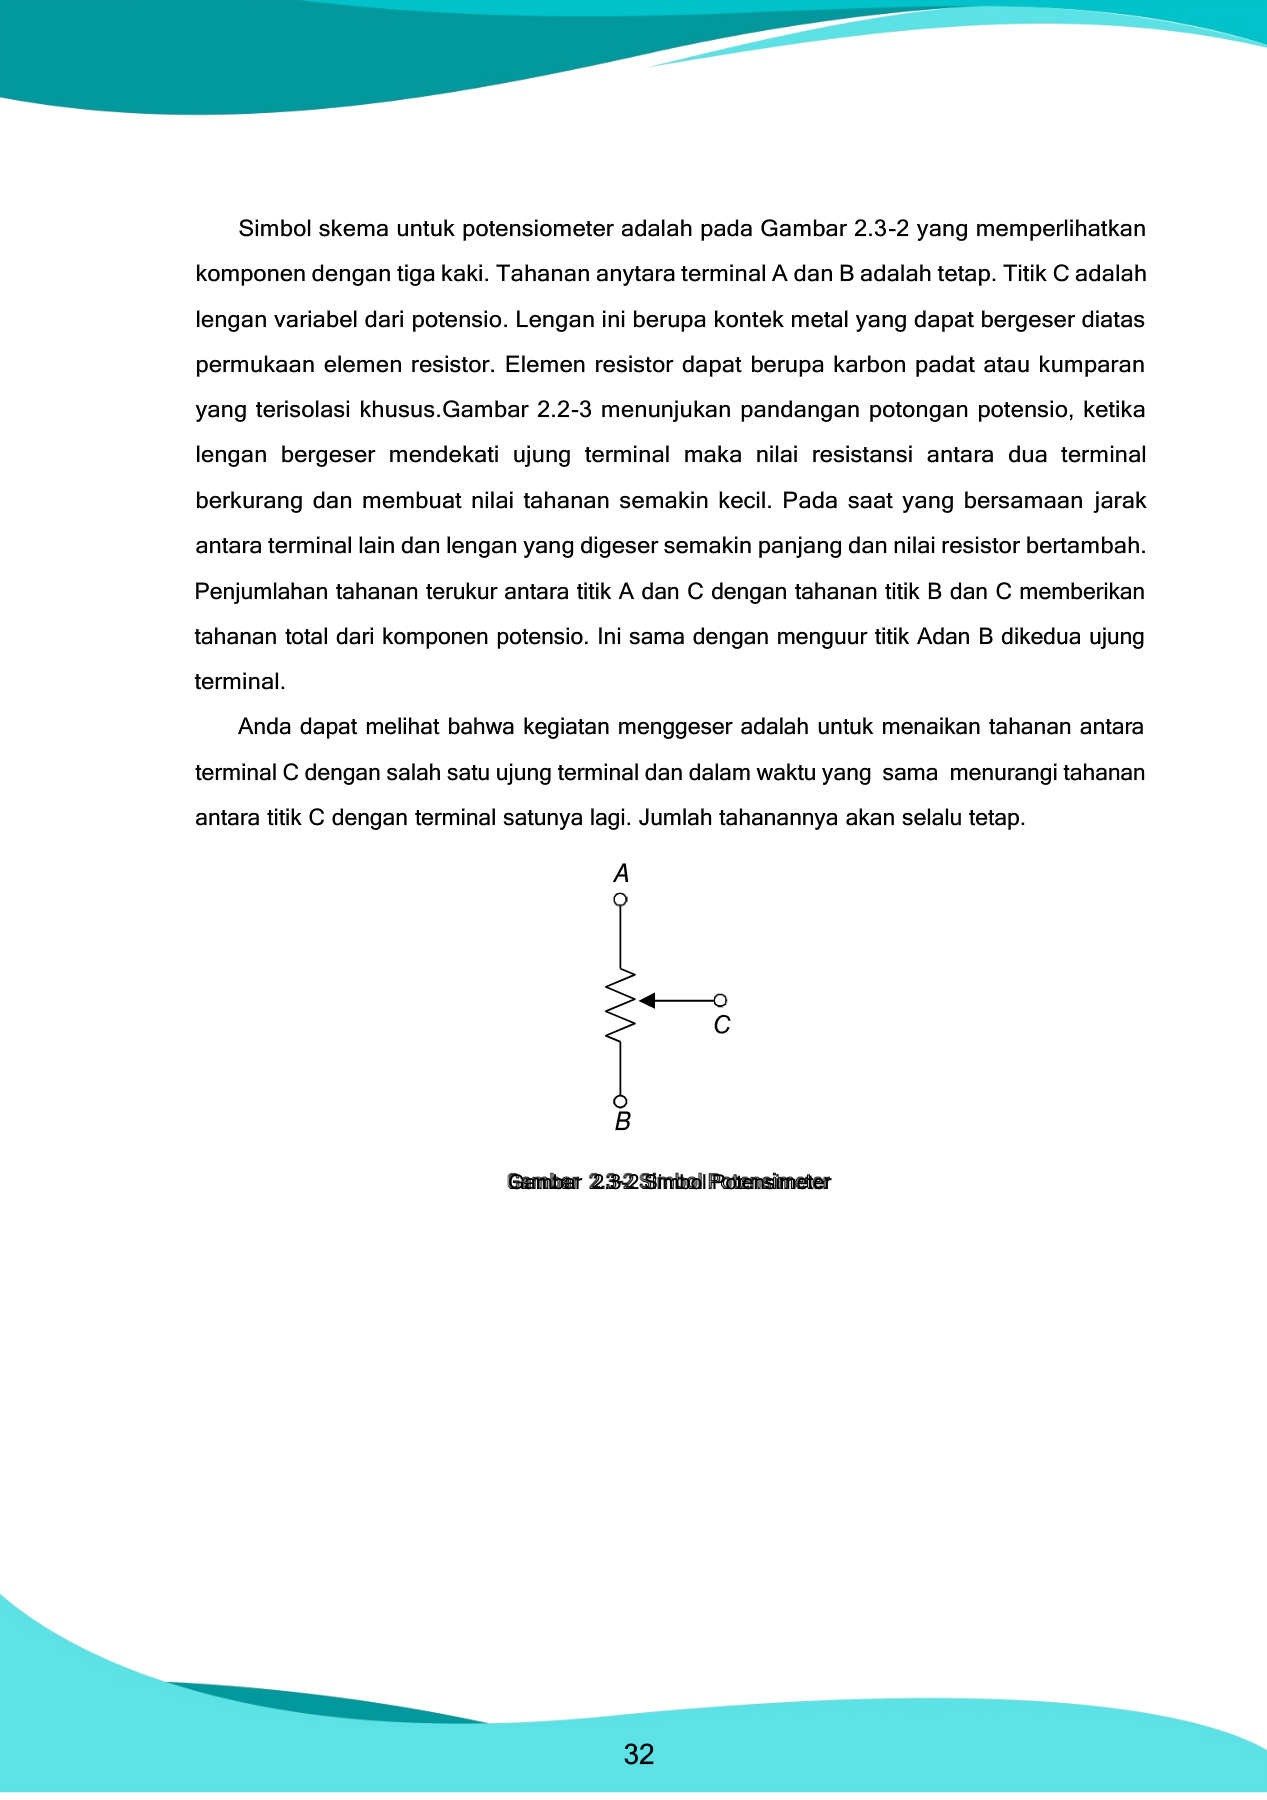 Simbol skema untuk potensiometer adalah pada Gambar 2.3-2 yang memperlihatkan
komponen dengan tiga kaki. Tahanan anytara terminal A dan B adalah tetap. Titik C adalah
lengan variabel dari potensio. Lengan ini berupa kontek metal yang dapat bergeser diatas
permukaan elemen resistor. Elemen resistor dapat berupa karbon padat atau kumparan
yang terisolasi khusus.Gambar 2.2-3 menunjukan pandangan potongan potensio, ketika
lengan bergeser mendekati ujung terminal maka nilai resistansi antara dua terminal
berkurang dan membuat nilai tahanan semakin kecil. Pada saat yang bersamaan jarak
antara terminal lain dan lengan yang digeser semakin panjang dan nilai resistor bertambah.
Penjumlahan tahanan terukur antara titik A dan C dengan tahanan titik B dan C memberikan
tahanan total dari komponen potensio. Ini sama dengan menguur titik Adan B dikedua ujung
terminal.
Anda dapat melihat bahwa kegiatan menggeser adalah untuk menaikan tahanan antara
terminal C dengan salah satu ujung terminal dan dalam waktu yang sama menurangi tahanan
antara titik C dengan terminal satunya lagi. Jumlah tahanannya akan selalu tetap.
A
C
B
Gambar 2.3-2 Simbol Potensimeter
32